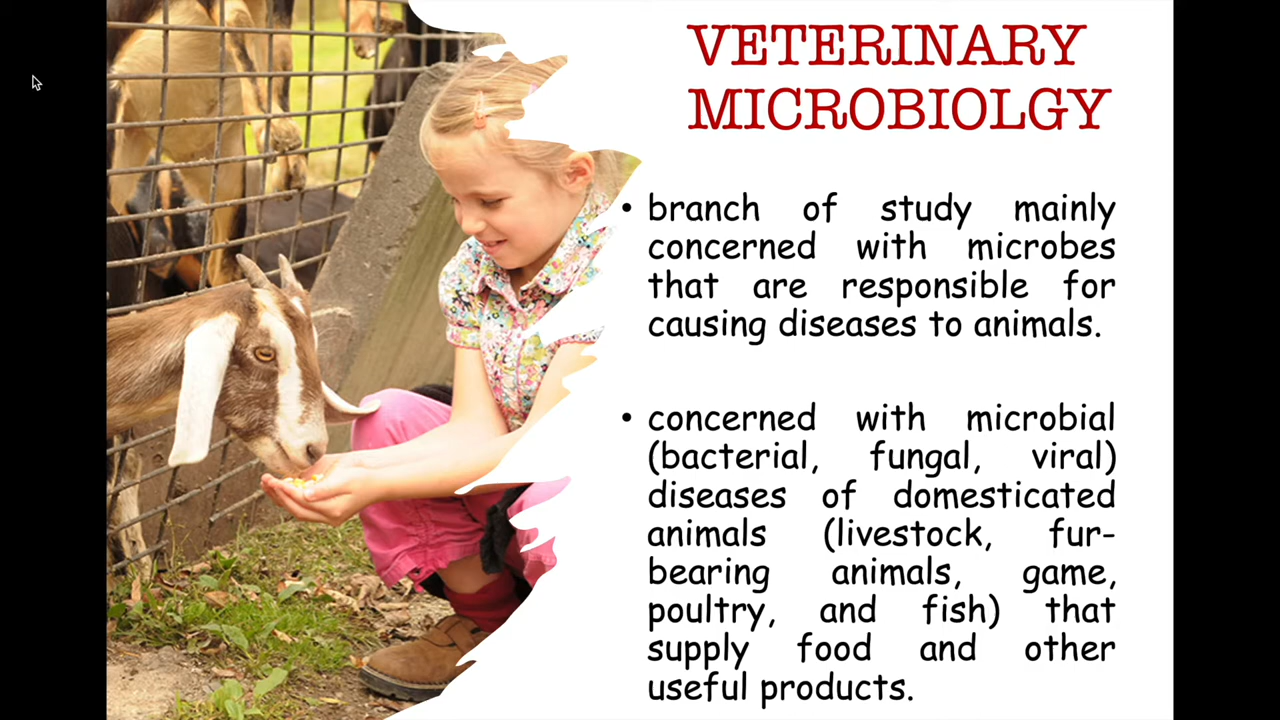 VETERINARY
MICROBIOLGY
• branch of study mainly
concerned with microbes
that are responsible for
causing diseases to animals.
• concerned with microbial
(bacterial, fungal, viral)
diseases of domesticated
animals (livestock, fur-
bearing animals, game,
poultry, and fish) that
supply food and other
useful products.